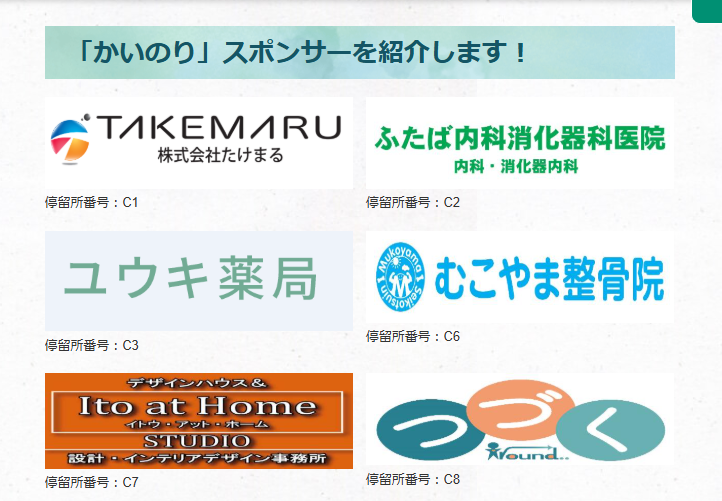 「かいのり」スポンサーを紹介します！
TAKEMARU
株式会社たけまる
停留所番号：C1
ふたば内科消化器科医院
内科・消化器内科
停留所番号：C2
ユウキ薬局
停留所番号：C3
Mukoyama Seikotsuin
むこやま整骨院
停留所番号：C6
デザインハウス＆
Ito at Home
イトウ・アット・ホーム
STUDIO
設計・インテリアデザイン事務所
停留所番号：C7
つづく
Around..
停留所番号：C8